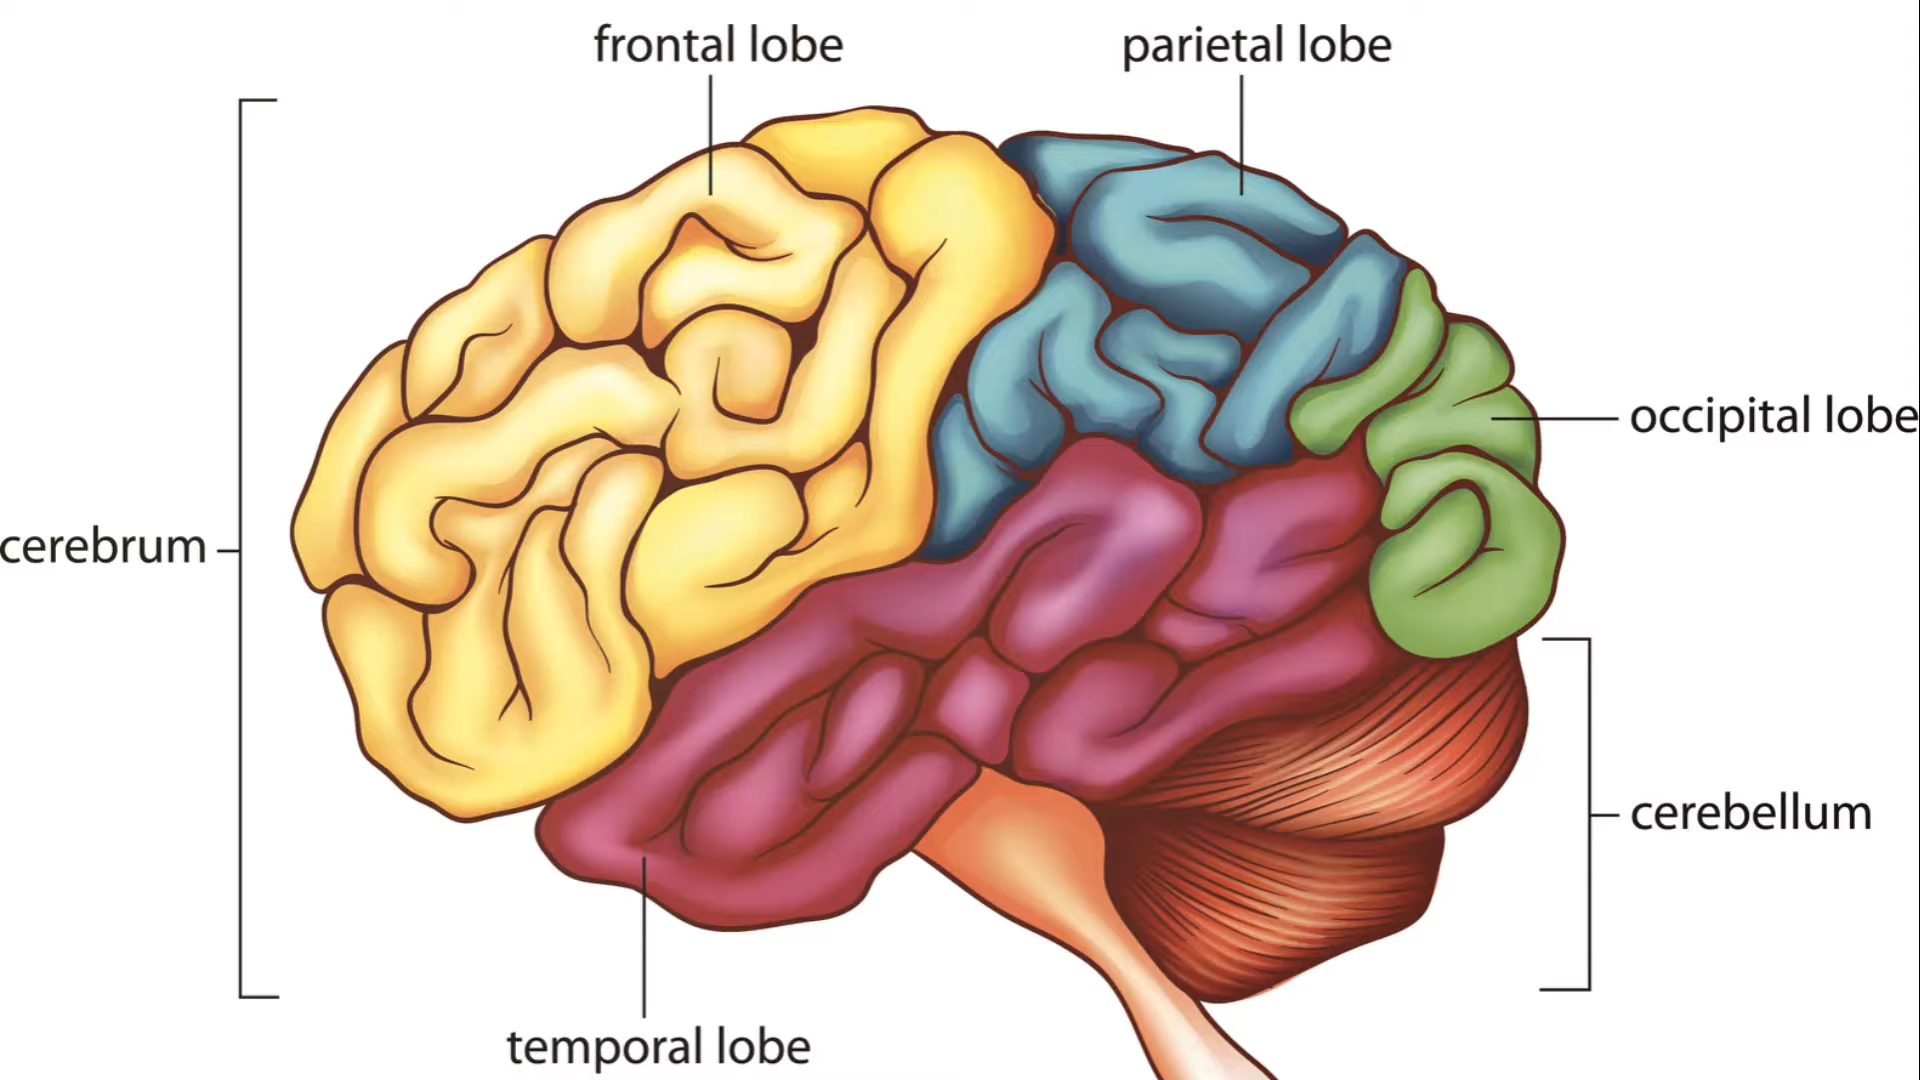 frontal lobe
parietal lobe
occipital lobe
cerebrum
cerebellum
temporal lobe